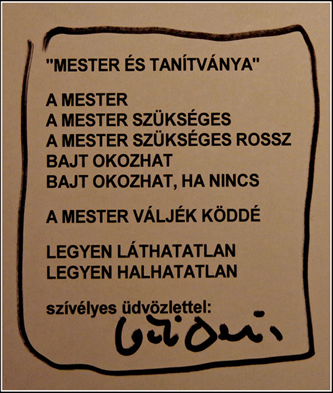 "MESTER ÉS TANÍTVÁNYA"
A MESTER
A MESTER SZÜKSÉGES
A MESTER SZÜKSÉGES ROSSZ
BAJT OKOZHAT
BAJT OKOZHAT, HA NINCS
A MESTER VÁLJÉK KÖDDÉ
LEGYEN LÁTHATATLAN
LEGYEN HALHATATLAN
szívélyes üdvözlettel: